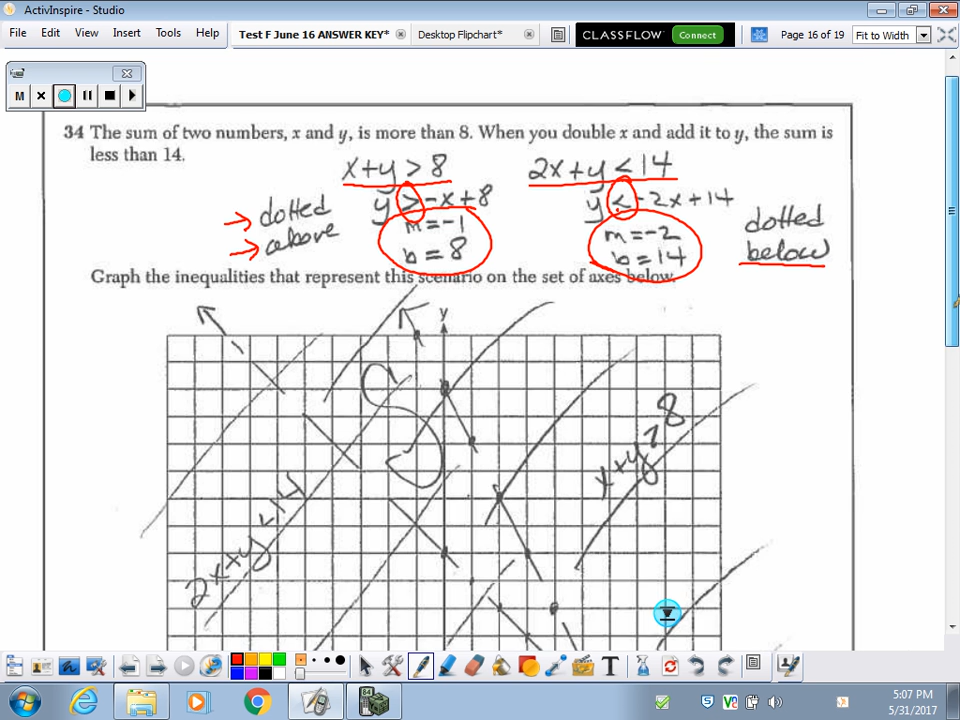 ActivInspire - Studio
File Edit View Insert Tools Help
Test F June 16 ANSWER KEY*
Desktop Flipchart*
CLASSFLOW Connect
Page 16 of 19
Fit to Width
M
34 The sum of two numbers, x and y, is more than 8. When you double x and add it to y, the sum is
less than 14.
x+y > 8
2x+y < 14
y > -x+8
y < -2x+14
dotted
above
m=-1
b=8
m=-2
b=14
dotted
below
Graph the inequalities that represent this scenario on the set of axes below.
y
S
x+y>8
2x+y<14
T
84
5:07 PM
5/31/2017